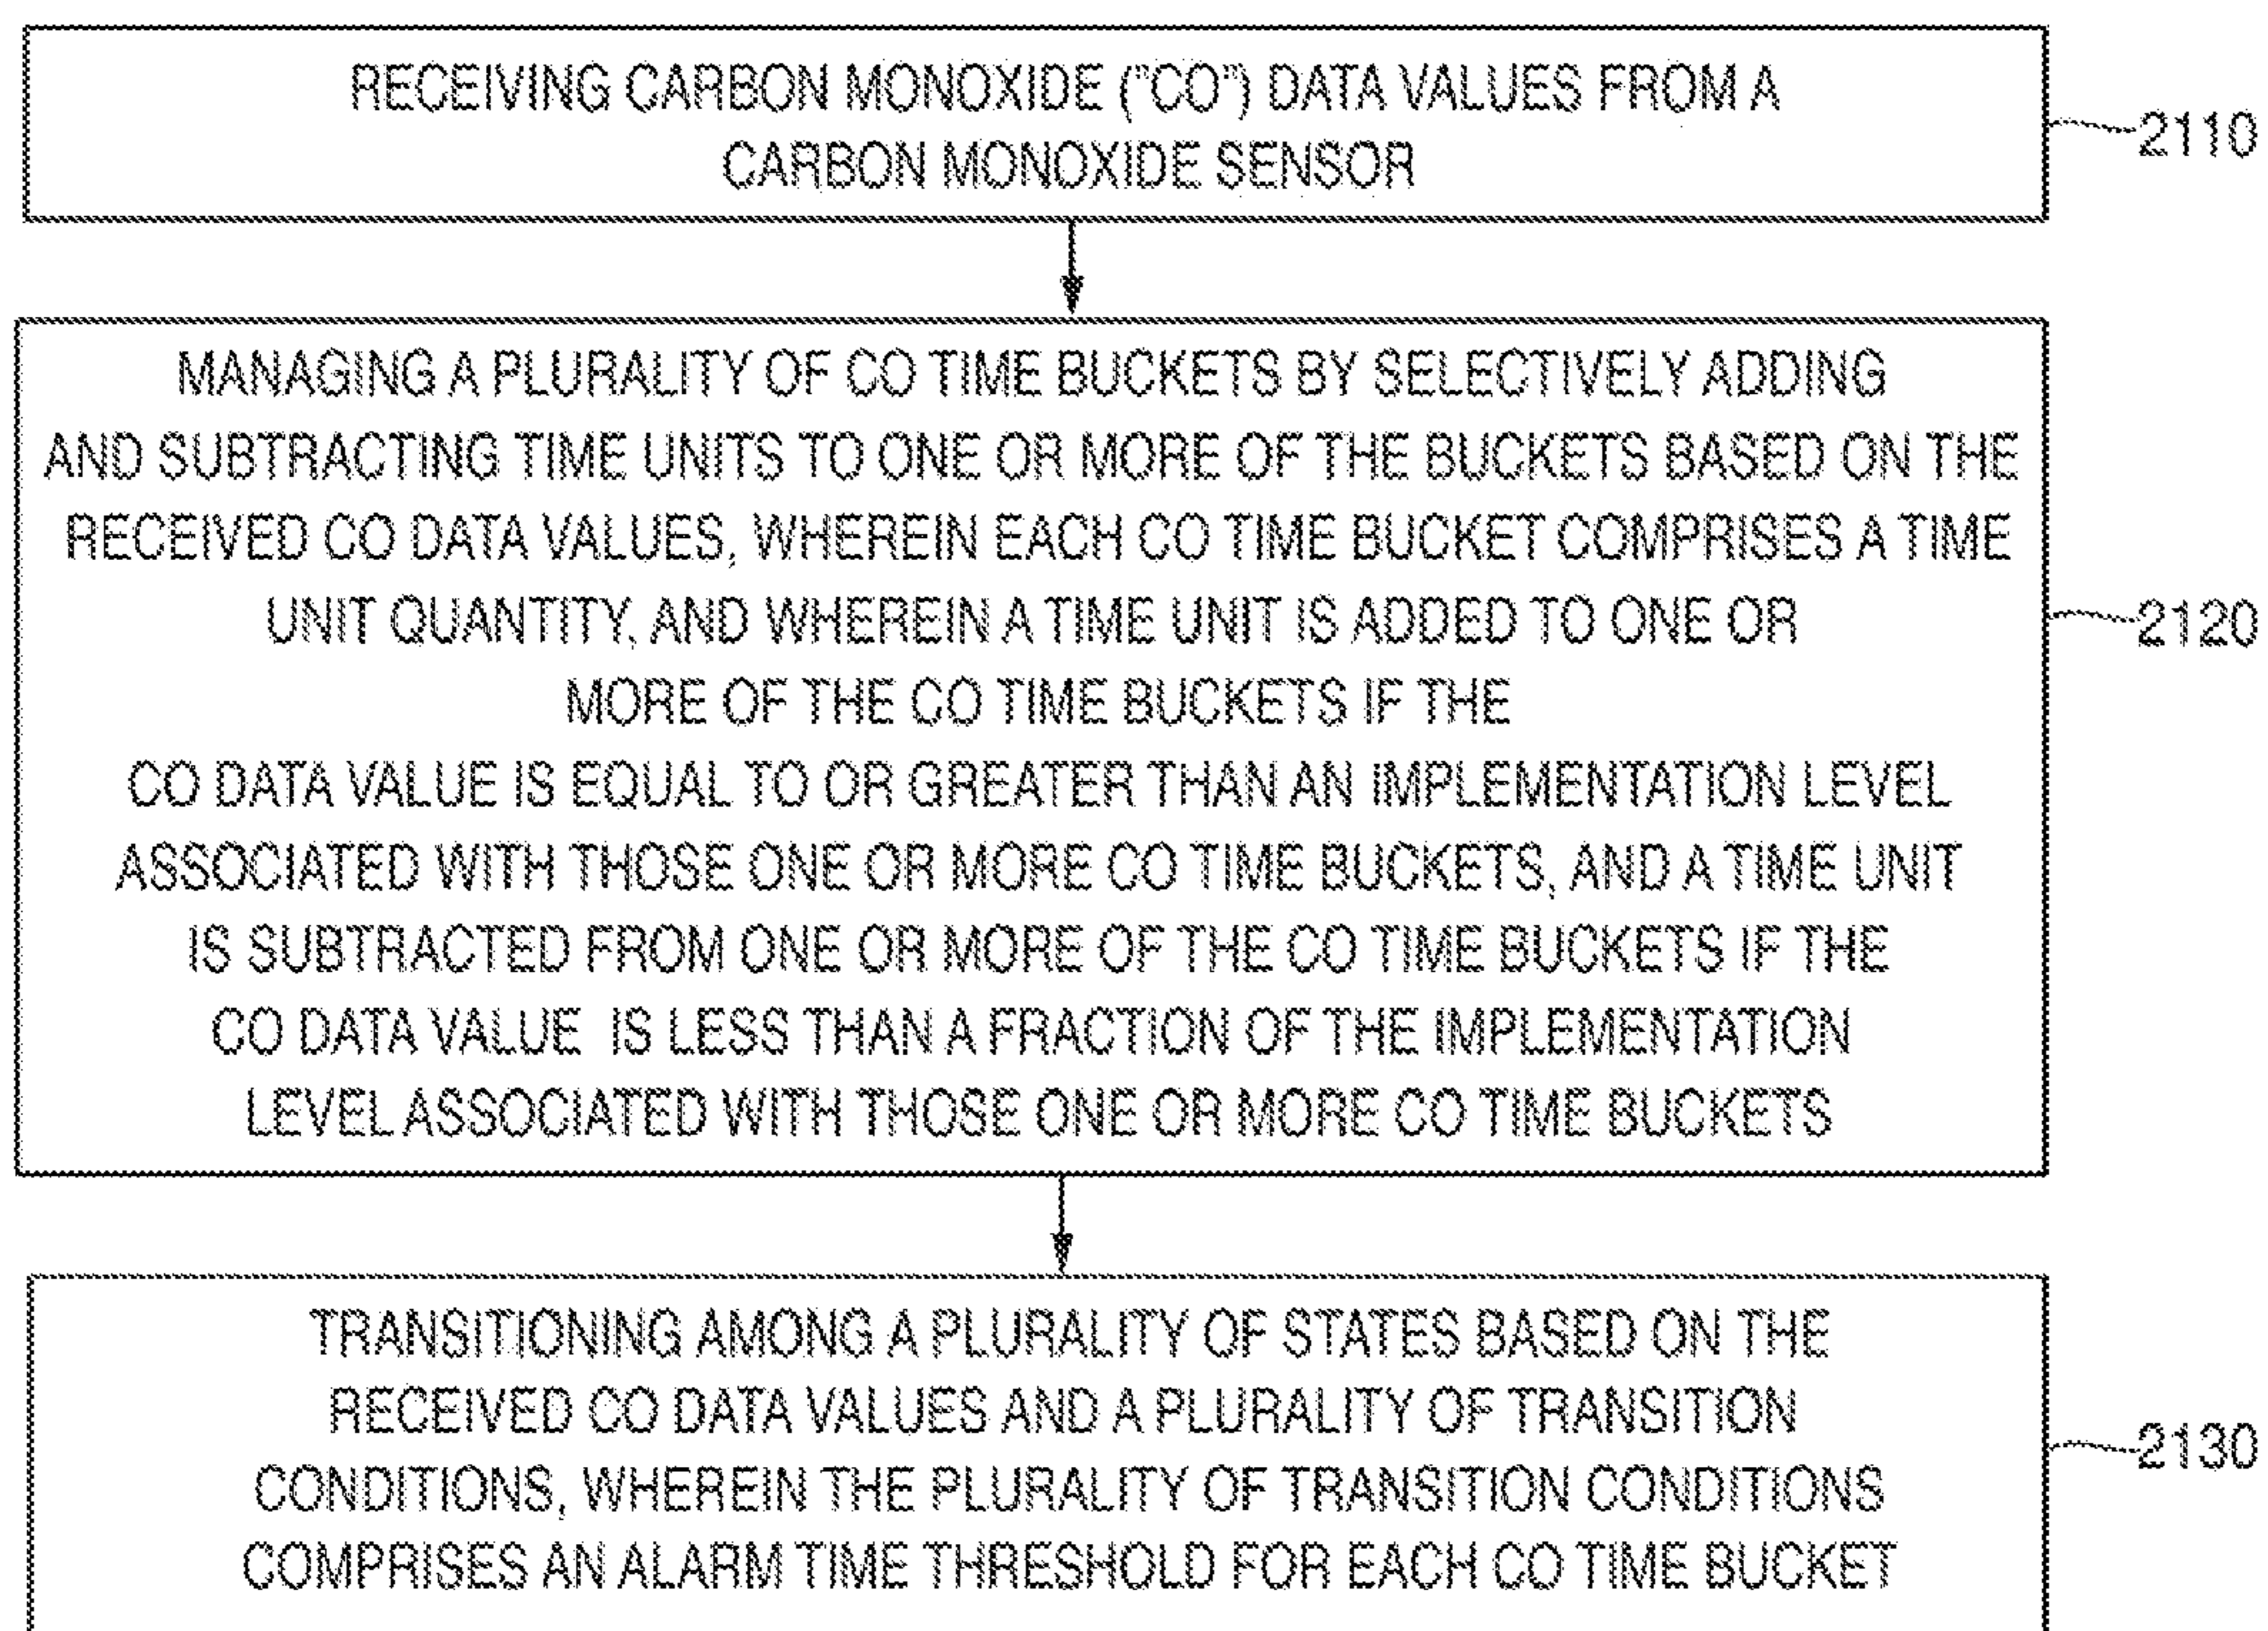 RECEIVING CARBON MONOXIDE ("CO") DATA VALUES FROM A
CARBON MONOXIDE SENSOR
2110
MANAGING A PLURALITY OF CO TIME BUCKETS BY SELECTIVELY ADDING
AND SUBTRACTING TIME UNITS TO ONE OR MORE OF THE BUCKETS BASED ON THE
RECEIVED CO DATA VALUES, WHEREIN EACH CO TIME BUCKET COMPRISES A TIME
UNIT QUANTITY, AND WHEREIN A TIME UNIT IS ADDED TO ONE OR
MORE OF THE CO TIME BUCKETS IF THE
CO DATA VALUE IS EQUAL TO OR GREATER THAN AN IMPLEMENTATION LEVEL
ASSOCIATED WITH THOSE ONE OR MORE CO TIME BUCKETS, AND A TIME UNIT
IS SUBTRACTED FROM ONE OR MORE OF THE CO TIME BUCKETS IF THE
CO DATA VALUE IS LESS THAN A FRACTION OF THE IMPLEMENTATION
LEVEL ASSOCIATED WITH THOSE ONE OR MORE CO TIME BUCKETS
2120
TRANSITIONING AMONG A PLURALITY OF STATES BASED ON THE
RECEIVED CO DATA VALUES AND A PLURALITY OF TRANSITION
CONDITIONS, WHEREIN THE PLURALITY OF TRANSITION CONDITIONS
COMPRISES AN ALARM TIME THRESHOLD FOR EACH CO TIME BUCKET
2130